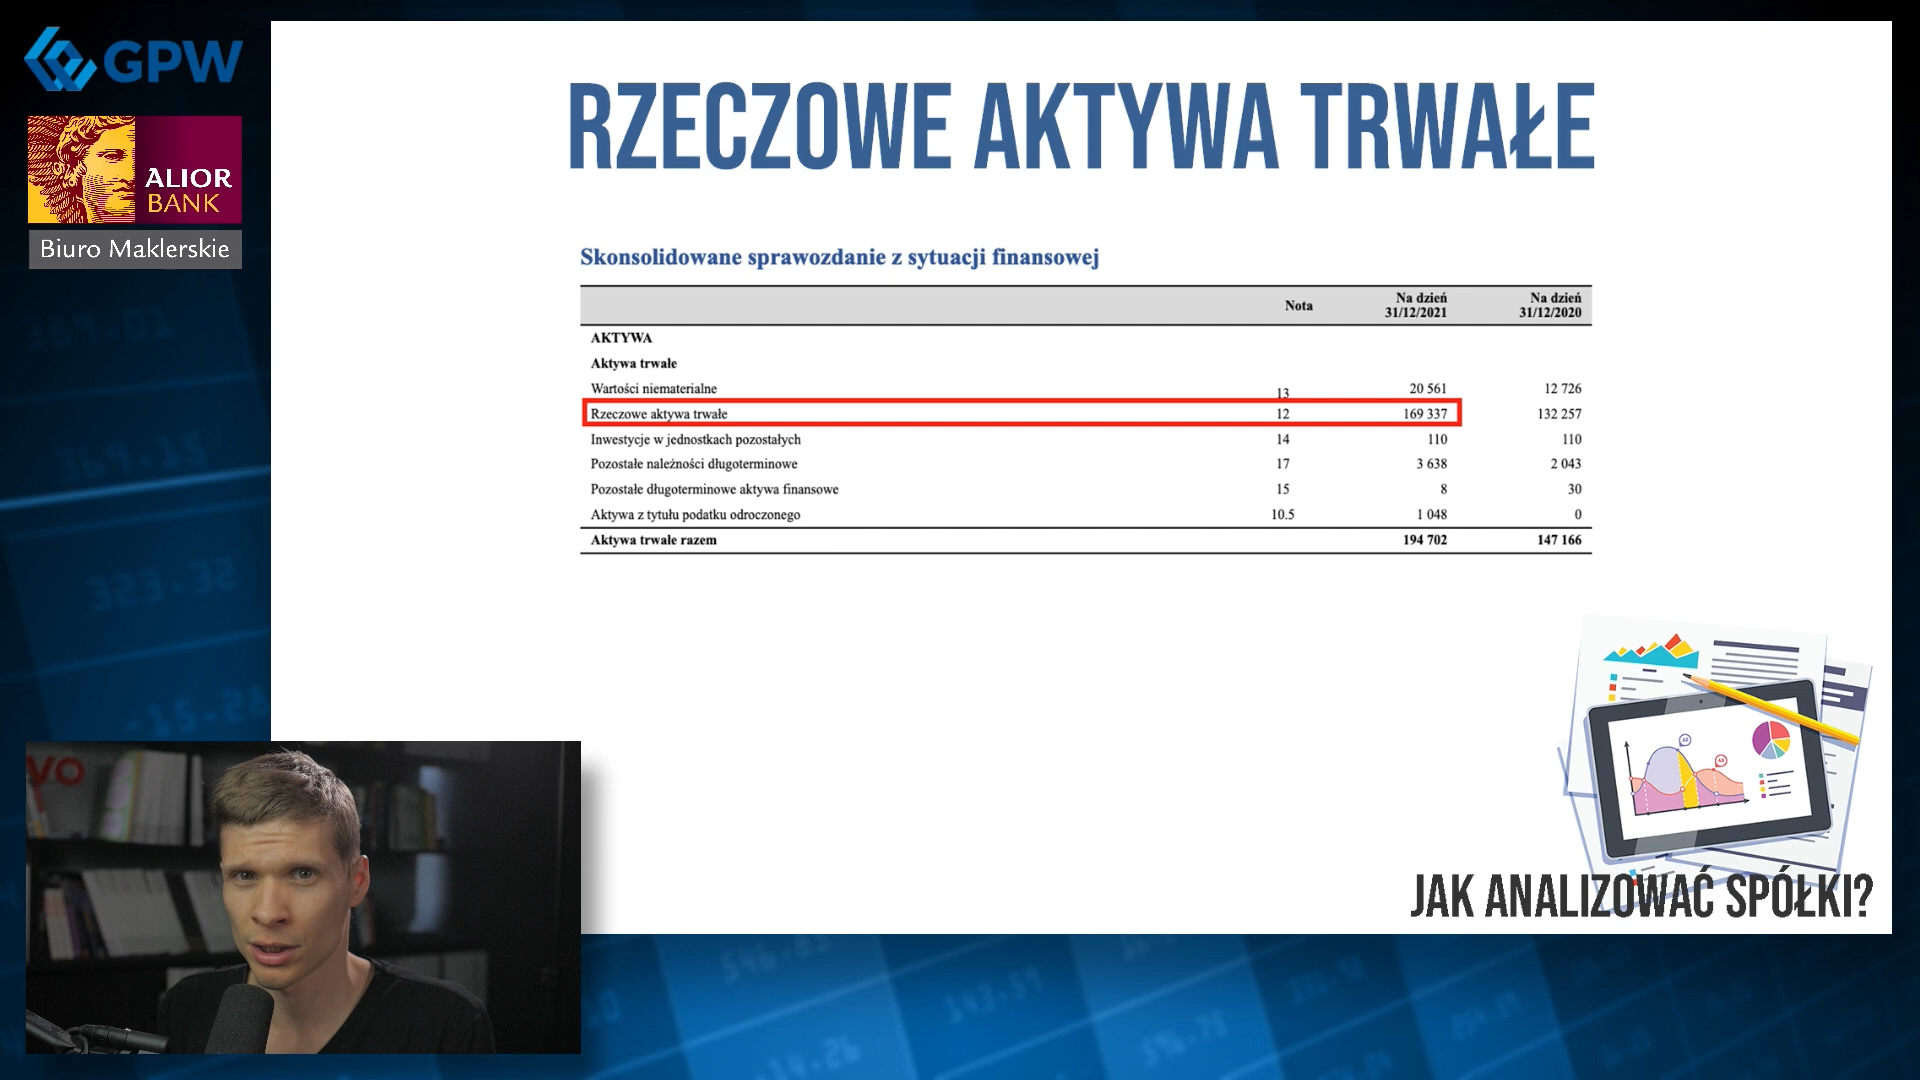 GPW
ALIOR
BANK
Biuro Maklerskie
RZECZOWE AKTYWA TRWAŁE
Skonsolidowane sprawozdanie z sytuacji finansowej
Nota Na dzień 31/12/2021 Na dzień 31/12/2020
AKTYWA
Aktywa trwałe
Wartości niematerialne 13 20 561 12 726
Rzeczowe aktywa trwałe 12 169 337 132 257
Inwestycje w jednostkach pozostałych 14 110 110
Pozostałe należności długoterminowe 17 3 638 2 043
Pozostałe długoterminowe aktywa finansowe 15 8 30
Aktywa z tytułu podatku odroczonego 10.5 1 048 0
Aktywa trwałe razem 194 702 147 166
JAK ANALIZOWAĆ SPÓŁKI?